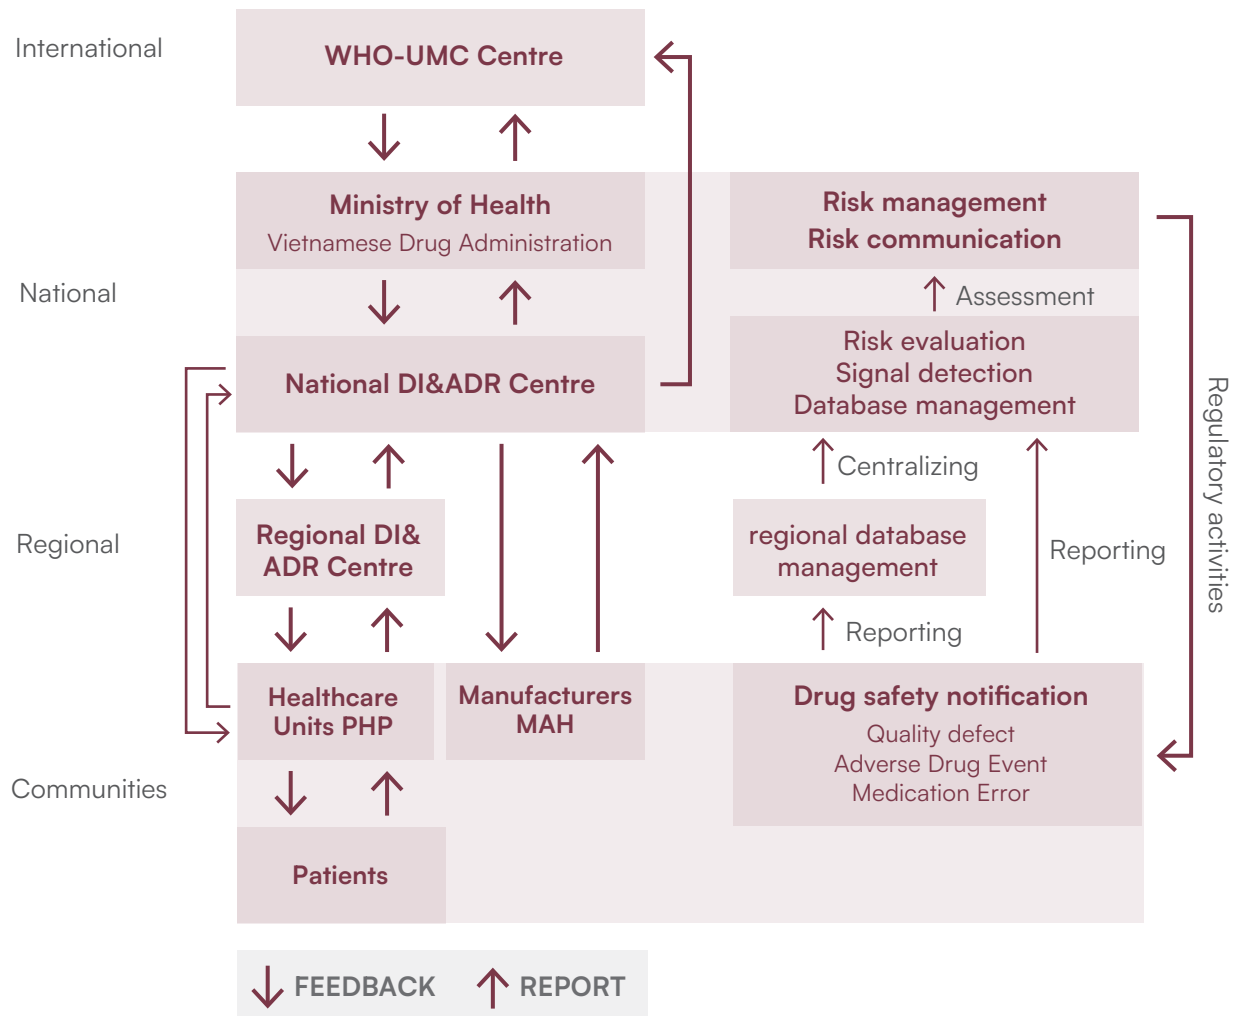 International
WHO-UMC Centre
Ministry of Health
Vietnamese Drug Administration
Risk management
Risk communication
National
Assessment
National DI&ADR Centre
Risk evaluation
Signal detection
Database management
Regulatory activities
Centralizing
Regional
Regional DI&
ADR Centre
regional database
management
Reporting
Reporting
Healthcare
Units PHP
Manufacturers
MAH
Drug safety notification
Quality defect
Adverse Drug Event
Medication Error
Communities
Patients
FEEDBACK
REPORT